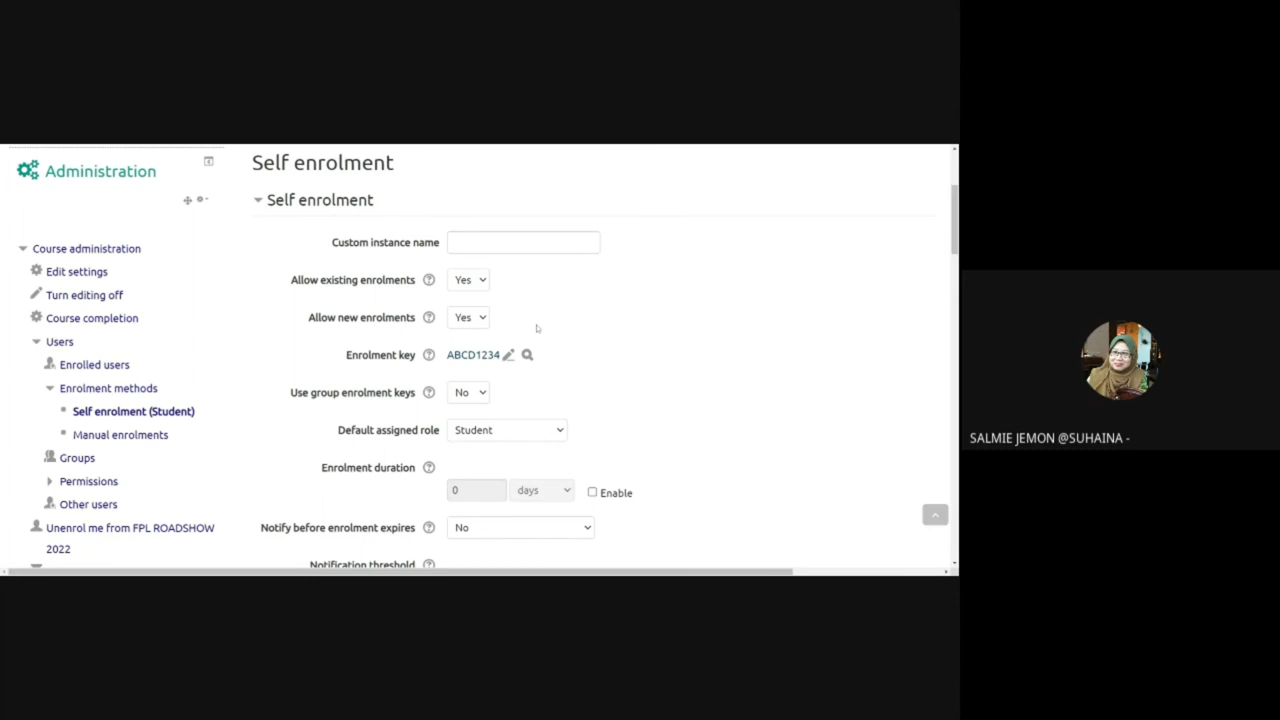 Administration
Course administration
Edit settings
Turn editing off
Course completion
Users
Enrolled users
Enrolment methods
Self enrolment (Student)
Manual enrolments
Groups
Permissions
Other users
Unenrol me from FPL ROADSHOW
2022
Self enrolment
Self enrolment
Custom instance name
Allow existing enrolments Yes
Allow new enrolments Yes
Enrolment key ABCD1234
Use group enrolment keys No
Default assigned role Student
Enrolment duration
0 days Enable
Notify before enrolment expires No
Notification threshold
SALMIE JEMON @SUHAINA -